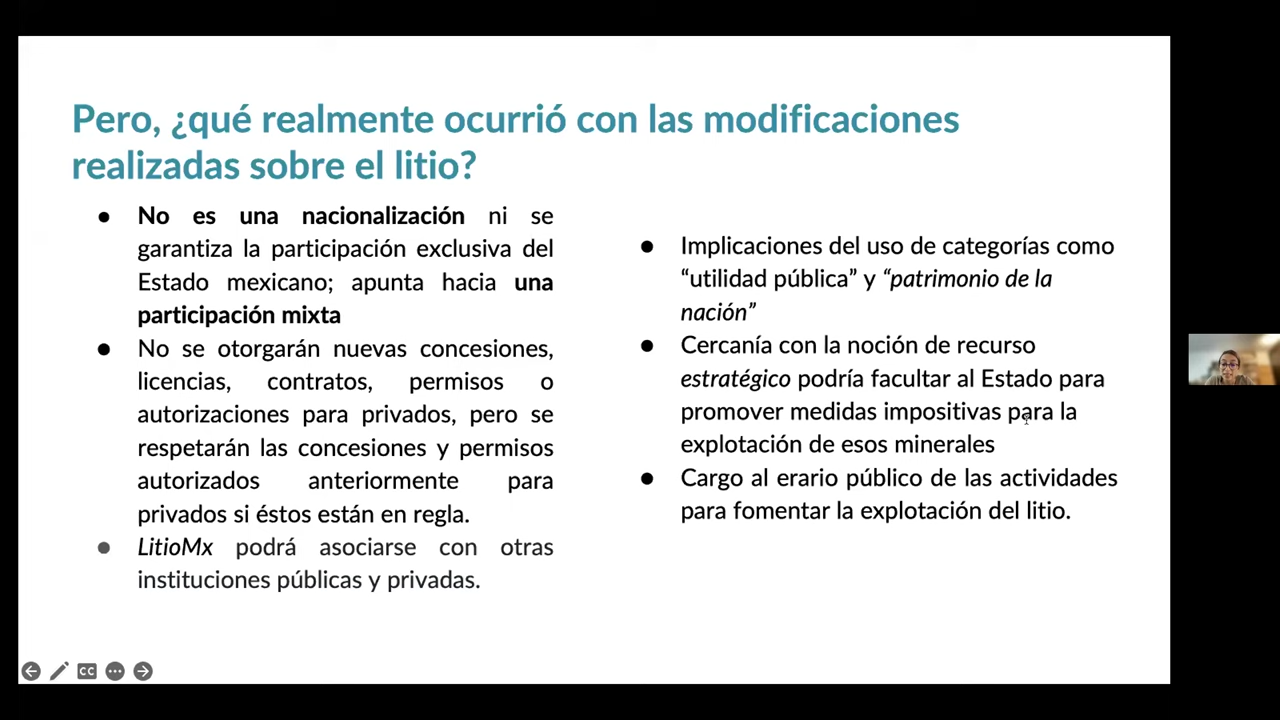 Pero, ¿qué realmente ocurrió con las modificaciones
realizadas sobre el litio?
● No es una nacionalización ni se
garantiza la participación exclusiva del
Estado mexicano; apunta hacia una
participación mixta
● No se otorgarán nuevas concesiones,
licencias, contratos, permisos o
autorizaciones para privados, pero se
respetarán las concesiones y permisos
autorizados anteriormente para
privados si éstos están en regla.
● LitioMx podrá asociarse con otras
instituciones públicas y privadas.
● Implicaciones del uso de categorías como
“utilidad pública” y “patrimonio de la
nación”
● Cercanía con la noción de recurso
estratégico podría facultar al Estado para
promover medidas impositivas para la
explotación de esos minerales
● Cargo al erario público de las actividades
para fomentar la explotación del litio.
CC